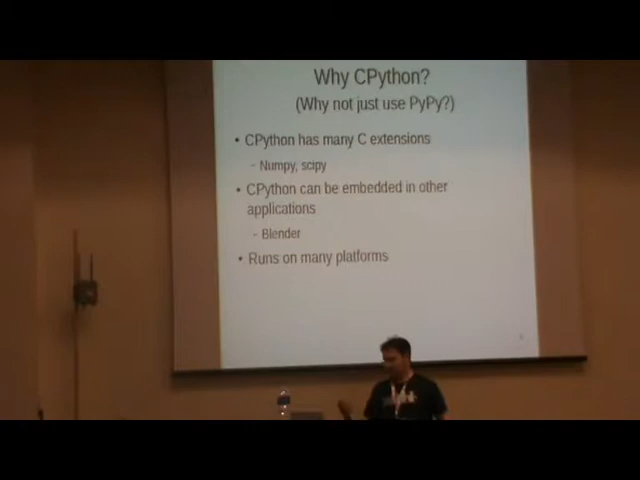 Why CPython?
(Why not just use PyPy?)
• CPython has many C extensions
– Numpy, scipy
• CPython can be embedded in other
applications
– Blender
• Runs on many platforms